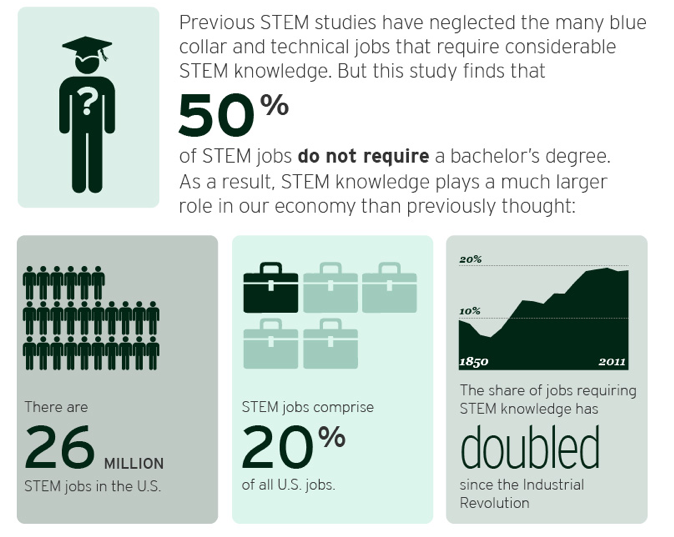 Previous STEM studies have neglected the many blue
collar and technical jobs that require considerable
STEM knowledge. But this study finds that
50%
of STEM jobs do not require a bachelor's degree.
As a result, STEM knowledge plays a much larger
role in our economy than previously thought:
?
There are
26 MILLION
STEM jobs in the U.S.
STEM jobs comprise
20%
of all U.S. jobs.
20%
10%
1850 2011
The share of jobs requiring
STEM knowledge has
doubled
since the Industrial
Revolution